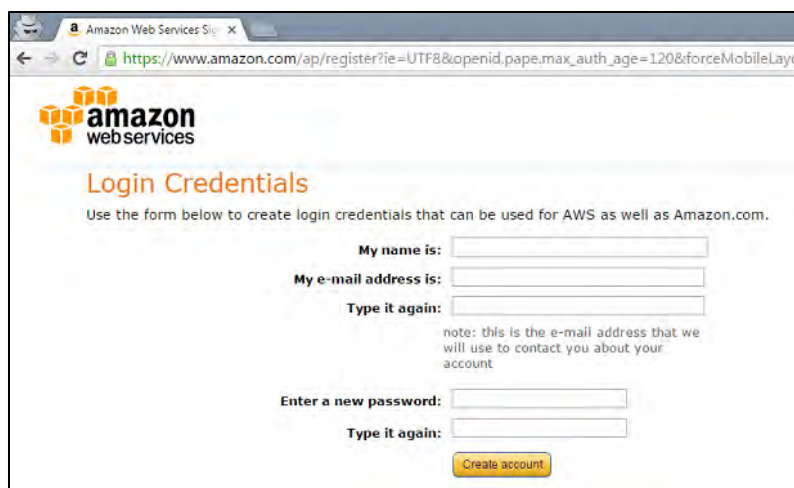 Amazon Web Services Sig
https://www.amazon.com/ap/register?ie=UTF8&openid.pape.max_auth_age=120&forceMobileLayo
amazon
webservices
Login Credentials
Use the form below to create login credentials that can be used for AWS as well as Amazon.com.
My name is:
My e-mail address is:
Type it again:
note: this is the e-mail address that we
will use to contact you about your
account
Enter a new password:
Type it again:
Create account